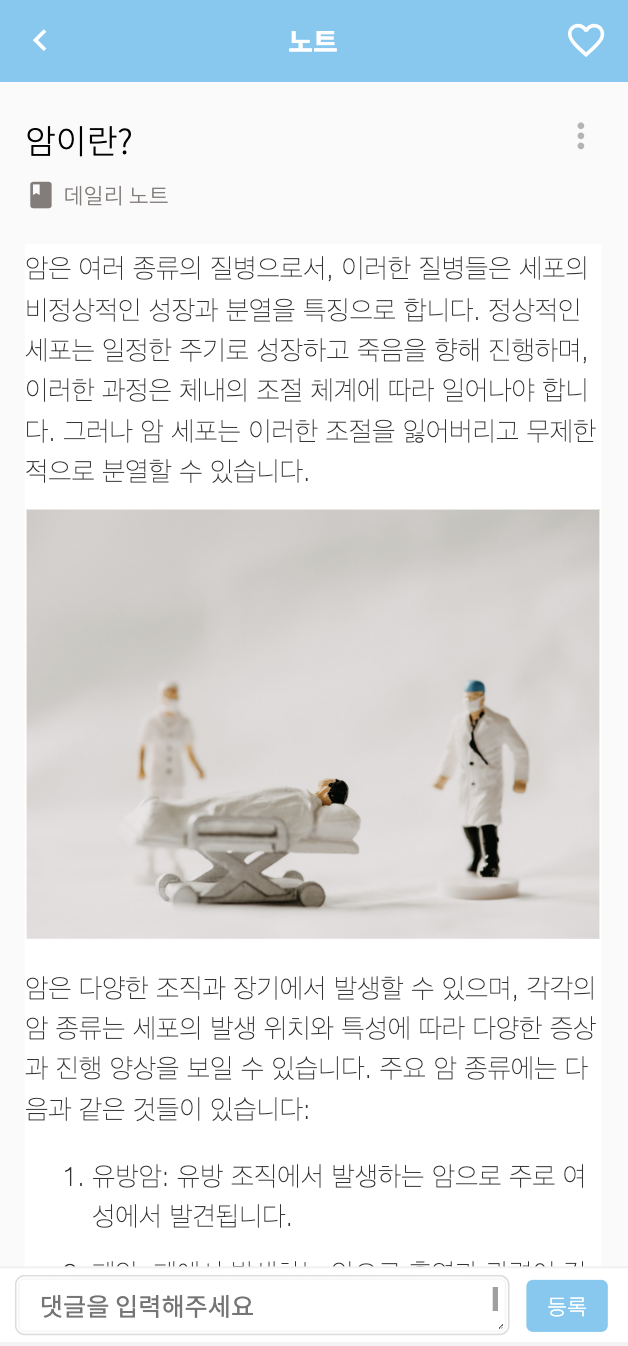 노트
암이란?
데일리 노트
암은 여러 종류의 질병으로서, 이러한 질병들은 세포의
비정상적인 성장과 분열을 특징으로 합니다. 정상적인
세포는 일정한 주기로 성장하고 죽음을 향해 진행하며,
이러한 과정은 체내의 조절 체계에 따라 일어나야 합니
다. 그러나 암 세포는 이러한 조절을 잃어버리고 무제한
적으로 분열할 수 있습니다.
암은 다양한 조직과 장기에서 발생할 수 있으며, 각각의
암 종류는 세포의 발생 위치와 특성에 따라 다양한 증상
과 진행 양상을 보일 수 있습니다. 주요 암 종류에는 다
음과 같은 것들이 있습니다:
1. 유방암: 유방 조직에서 발생하는 암으로 주로 여
성에서 발견됩니다.
댓글을 입력해주세요
등록